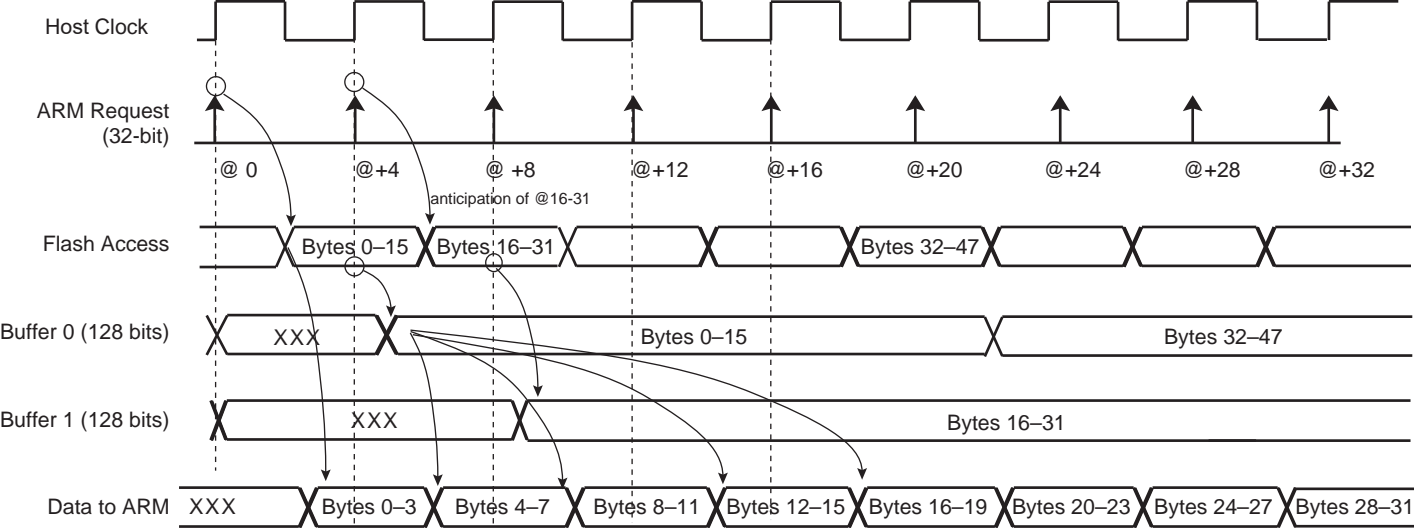 Host Clock
ARM Request
(32-bit)
@ 0
@+4
@ +8
@+12
@+16
@+20
@+24
@+28
@+32
anticipation of @16-31
Flash Access
Bytes 0–15
Bytes 16–31
Bytes 32–47
Buffer 0 (128 bits)
XXX
Bytes 0–15
Bytes 32–47
Buffer 1 (128 bits)
XXX
Bytes 16–31
Data to ARM
XXX
Bytes 0–3
Bytes 4–7
Bytes 8–11
Bytes 12–15
Bytes 16–19
Bytes 20–23
Bytes 24–27
Bytes 28–31